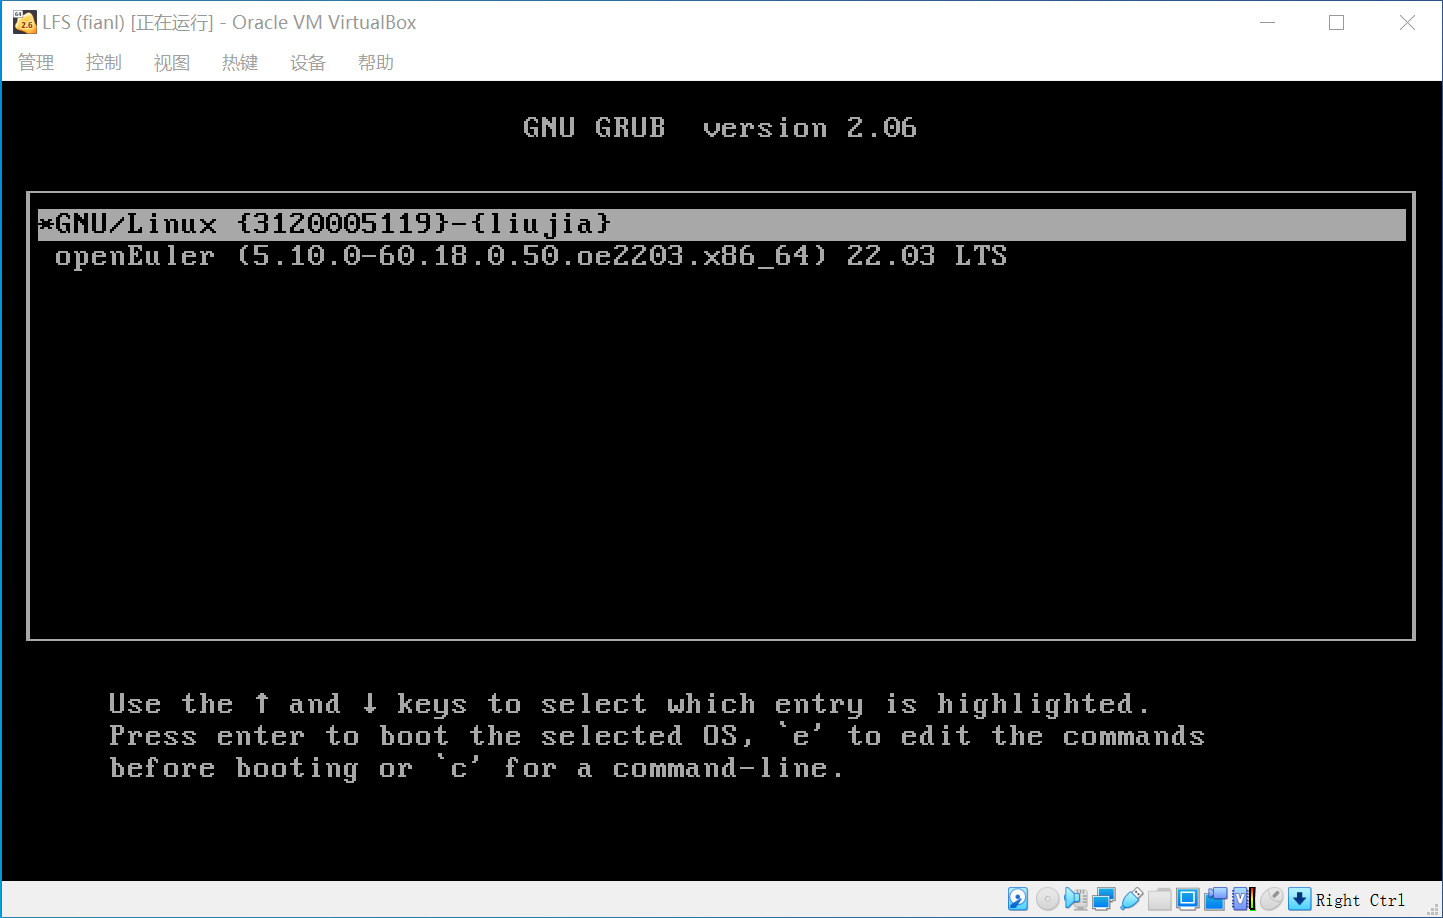 LFS (fianl) [正在运行] - Oracle VM VirtualBox
管理 控制 视图 热键 设备 帮助
GNU GRUB  version 2.06
*GNU/Linux {3120005119}-{liujia}
openEuler (5.10.0-60.18.0.50.oe2203.x86_64) 22.03 LTS
Use the ↑ and ↓ keys to select which entry is highlighted.
Press enter to boot the selected OS, `e' to edit the commands
before booting or `c' for a command-line.
Right Ctrl